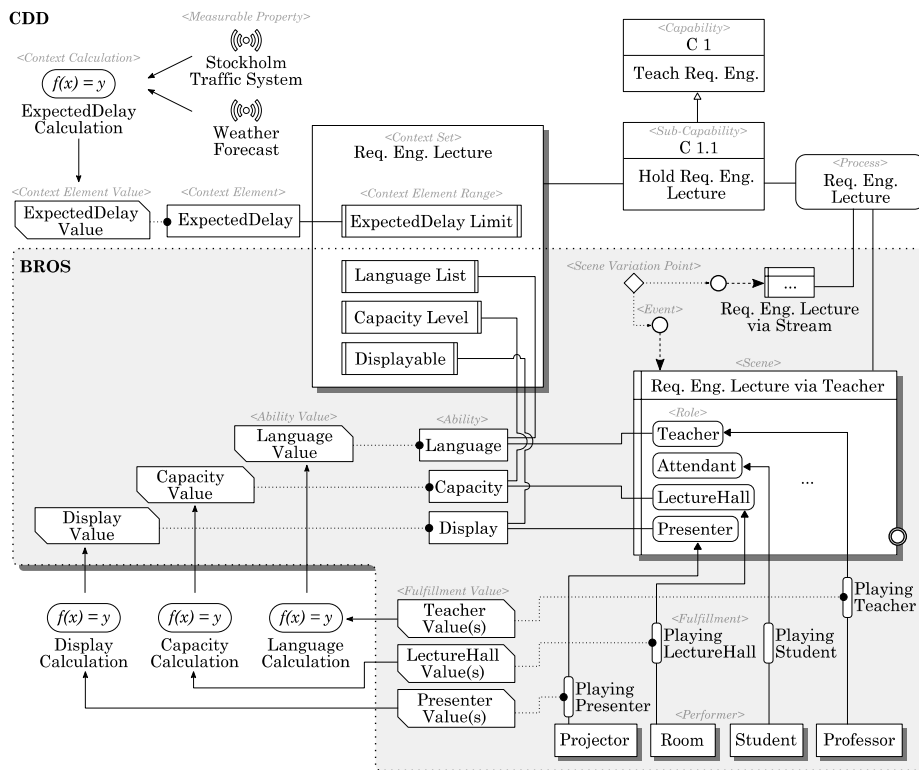 CDD
<Measurable Property>
Stockholm
Traffic System
Weather
Forecast
<Context Calculation>
f(x) = y
ExpectedDelay
Calculation
<Capability>
C 1
Teach Req. Eng.
<Sub-Capability>
C 1.1
Hold Req. Eng.
Lecture
<Process>
Req. Eng.
Lecture
<Context Set>
Req. Eng. Lecture
<Context Element Value>
ExpectedDelay
Value
<Context Element>
ExpectedDelay
<Context Element Range>
ExpectedDelay Limit
BROS
Language List
Capacity Level
Displayable
<Scene Variation Point>
<Event>
...
Req. Eng. Lecture
via Stream
<Scene>
Req. Eng. Lecture via Teacher
<Role>
Teacher
Attendant
LectureHall
Presenter
...
<Ability Value>
Language
Value
Capacity
Value
Display
Value
<Ability>
Language
Capacity
Display
f(x) = y
Display
Calculation
f(x) = y
Capacity
Calculation
f(x) = y
Language
Calculation
<Fulfillment Value>
Teacher
Value(s)
LectureHall
Value(s)
Presenter
Value(s)
<Fulfillment>
Playing
Teacher
Playing
LectureHall
Playing
Student
Playing
Presenter
<Performer>
Projector
Room
Student
Professor